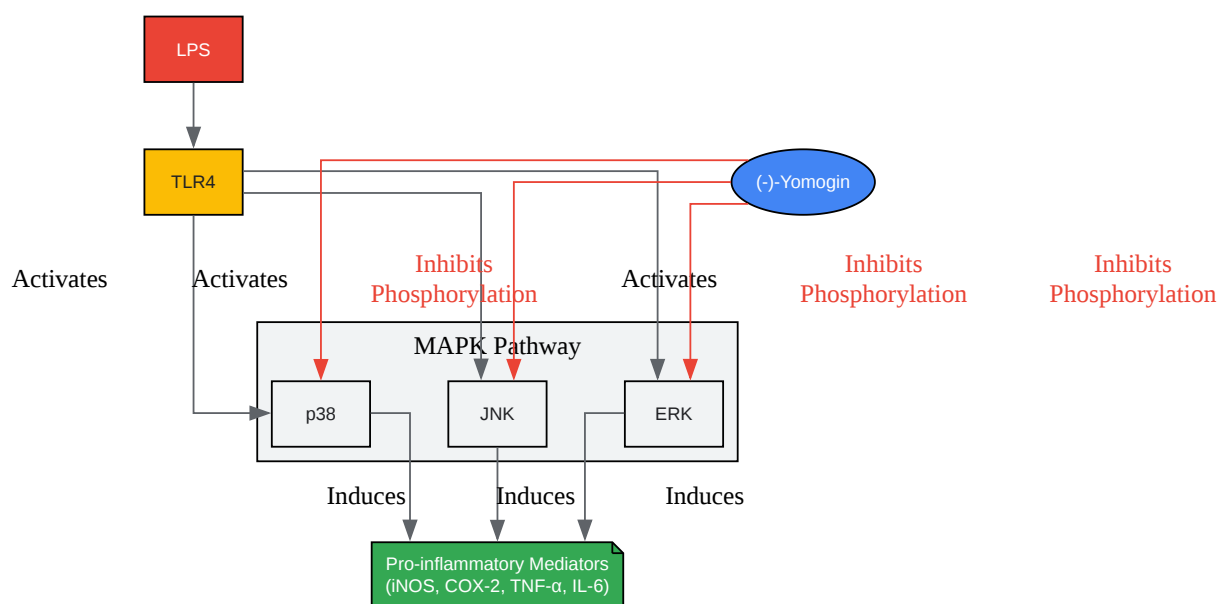 LPS
TLR4
(-)-Yomogin
Activates
Activates
Inhibits
Phosphorylation
Activates
Inhibits
Phosphorylation
Inhibits
Phosphorylation
MAPK Pathway
p38
JNK
ERK
Induces
Induces
Induces
Pro-inflammatory Mediators
(iNOS, COX-2, TNF-α, IL-6)